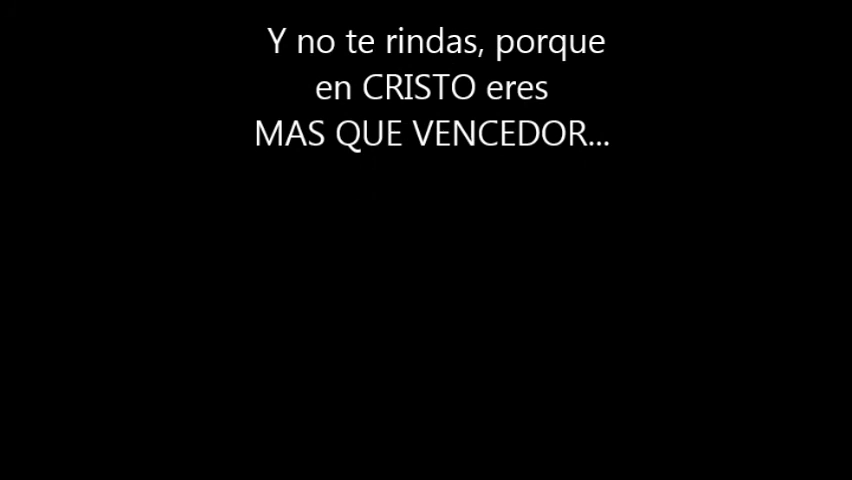 Y no te rindas, porque
en CRISTO eres
MAS QUE VENCEDOR...